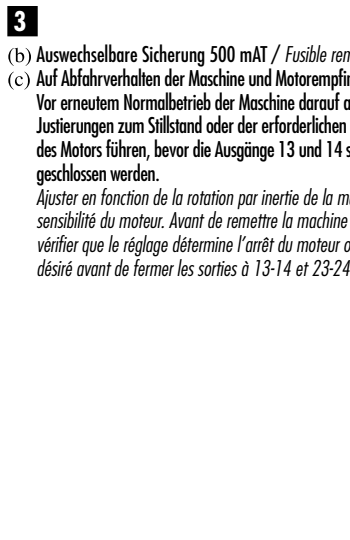 3
(b) Auswechselbare Sicherung 500 mAT / Fusible
(c) Auf Abfahrverhalten der Maschine und
Vor erneutem Normalbetrieb der Maschine darauf
Justierungen zum Stillstand oder der erforderlichen
des Motors führen, bevor die Ausgänge 13 und 14
geschlossen werden.
Ajuster en fonction de la rotation par inertie de la
sensibilité du moteur. Avant de remettre la machine
vérifier que le réglage détermine l'arrêt du moteur
désiré avant de fermer les sorties à 13-14 et 23-24